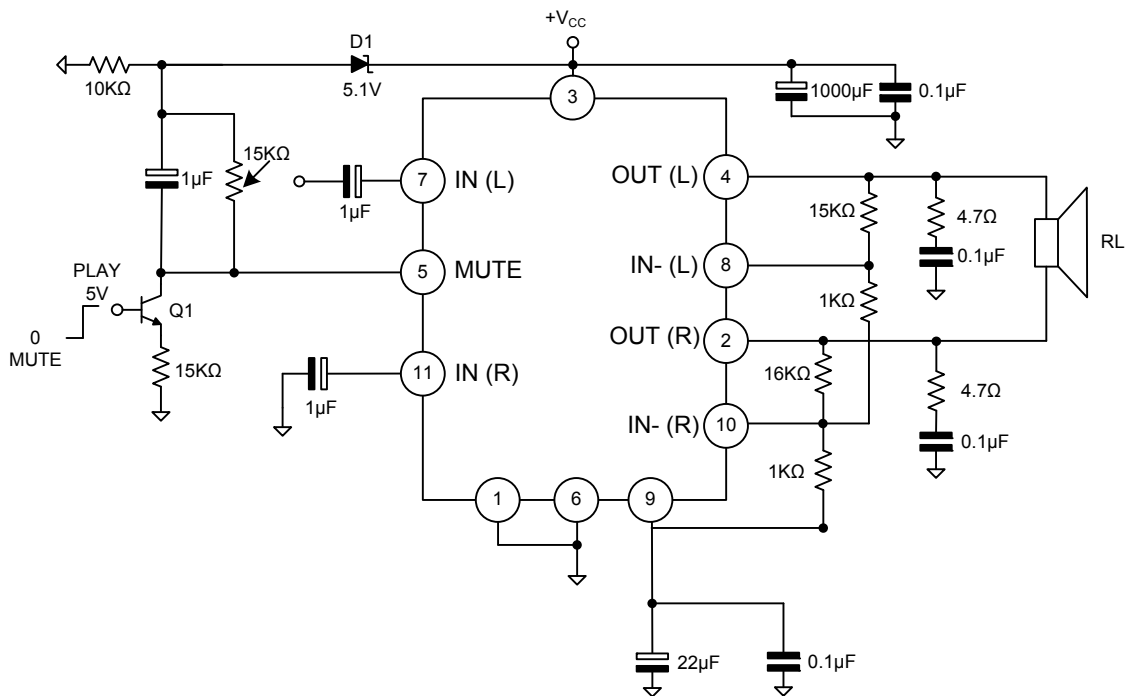 +VCC
D1
10KΩ
5.1V
3
1000µF
0.1µF
15KΩ
1µF
1µF
7
IN (L)
OUT (L)
4
15KΩ
4.7Ω
0.1µF
RL
5
MUTE
IN- (L)
8
1KΩ
PLAY
5V
Q1
0
MUTE
15KΩ
OUT (R)
2
16KΩ
4.7Ω
0.1µF
1µF
11
IN (R)
IN- (R)
10
1KΩ
1
6
9
22µF
0.1µF